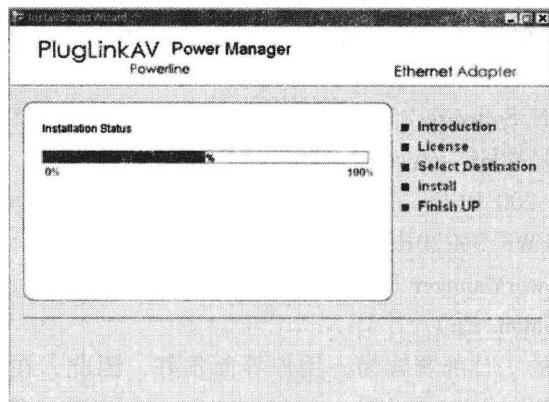 InstallShield Wizard
PlugLinkAV Power Manager
Powerline
Ethernet Adapter
Installation Status
%
0%
100%
Introduction
License
Select Destination
Install
Finish UP